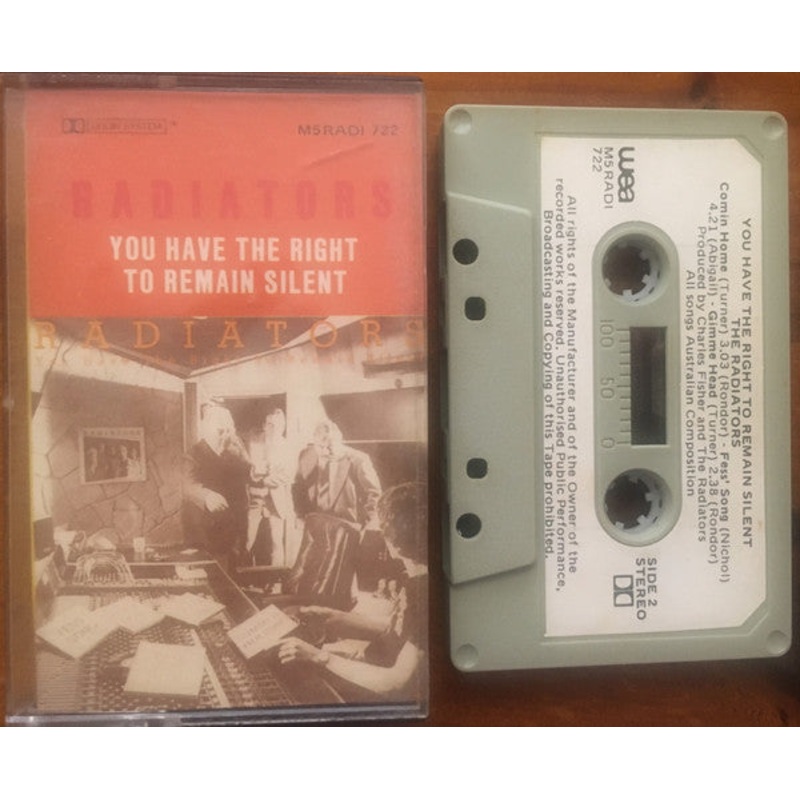 DOLBY SYSTEM™
M5RADI 722
RADIATORS
YOU HAVE THE RIGHT
TO REMAIN SILENT
RADIATORS
YOU HAVE THE RIGHT TO REMAIN SILENT
THE RADIATORS
Comin Home (Turner) 3.03 (Rondor) - Fess' Song (Nichol)
4.21 (Abigail) - Gimme Head (Turner) 2.38 (Rondor)
Produced by Charles Fisher and The Radiators
All songs Australian Composition
wea
M5RADI
722
SIDE 2
STEREO
100 50 0
All rights of the Manufacturer and of the Owner of the
recorded works reserved. Unauthorised Public Performance,
Broadcasting and Copying of this Tape prohibited.